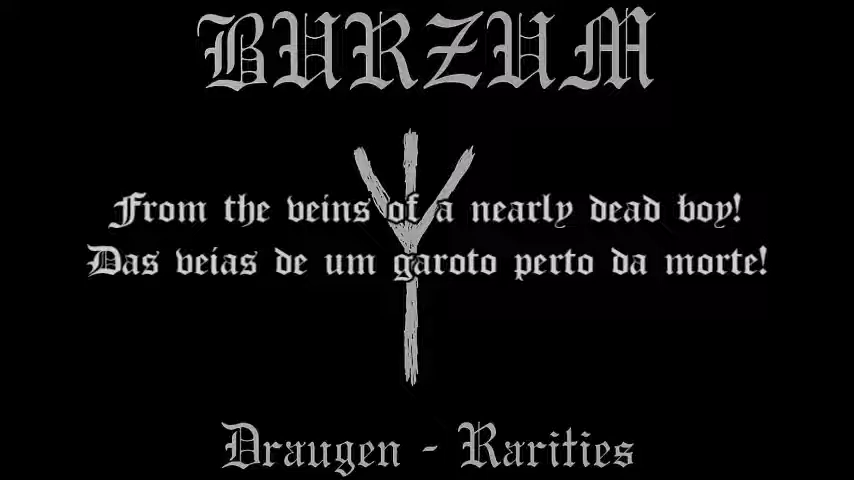 BURZUM
From the veins of a nearly dead boy!
Das veias de um garoto perto da morte!
Draugen - Rarities